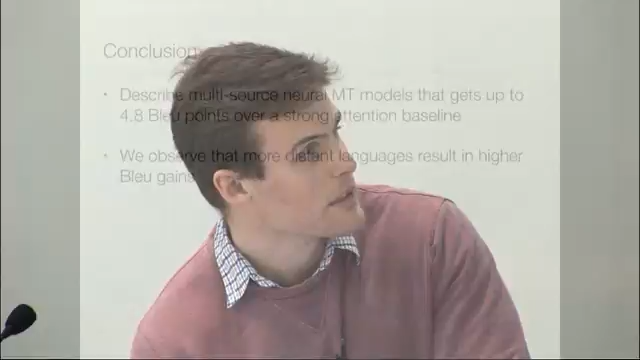 Conclusion
• Describe multi-source neural MT models that gets up to
4.8 Bleu points over a strong attention baseline
• We observe that more distant languages result in higher
Bleu gains